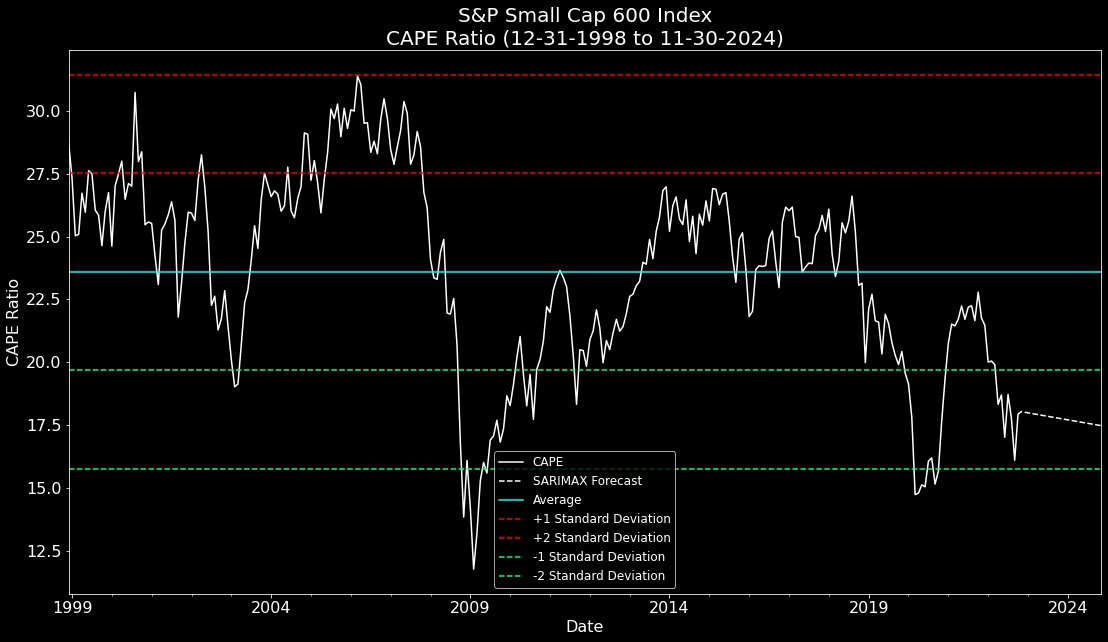 S&P Small Cap 600 Index
CAPE Ratio (12-31-1998 to 11-30-2024)
CAPE Ratio
30.0
27.5
25.0
22.5
20.0
17.5
15.0
12.5
CAPE
SARIMAX Forecast
Average
+1 Standard Deviation
+2 Standard Deviation
-1 Standard Deviation
-2 Standard Deviation
1999 2004 2009 2014 2019 2024
Date